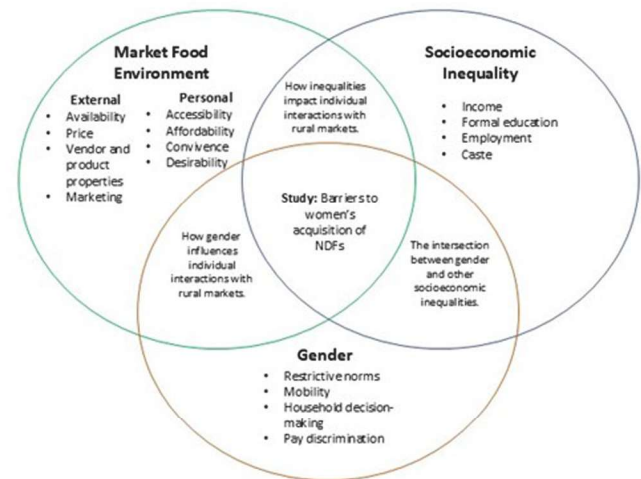 Market Food
Environment
External
• Availability
• Price
• Vendor and
product
properties
• Marketing
Personal
• Accessibility
• Affordability
• Convivence
• Desirability
How inequalities
impact individual
interactions with
rural markets.
Socioeconomic
Inequality
• Income
• Formal education
• Employment
• Caste
Study: Barriers to
women's
acquisition of
NDFs
How gender
influences
individual
interactions with
rural markets.
The intersection
between gender
and other
socioeconomic
inequalities.
Gender
• Restrictive norms
• Mobility
• Household decision-
making
• Pay discrimination